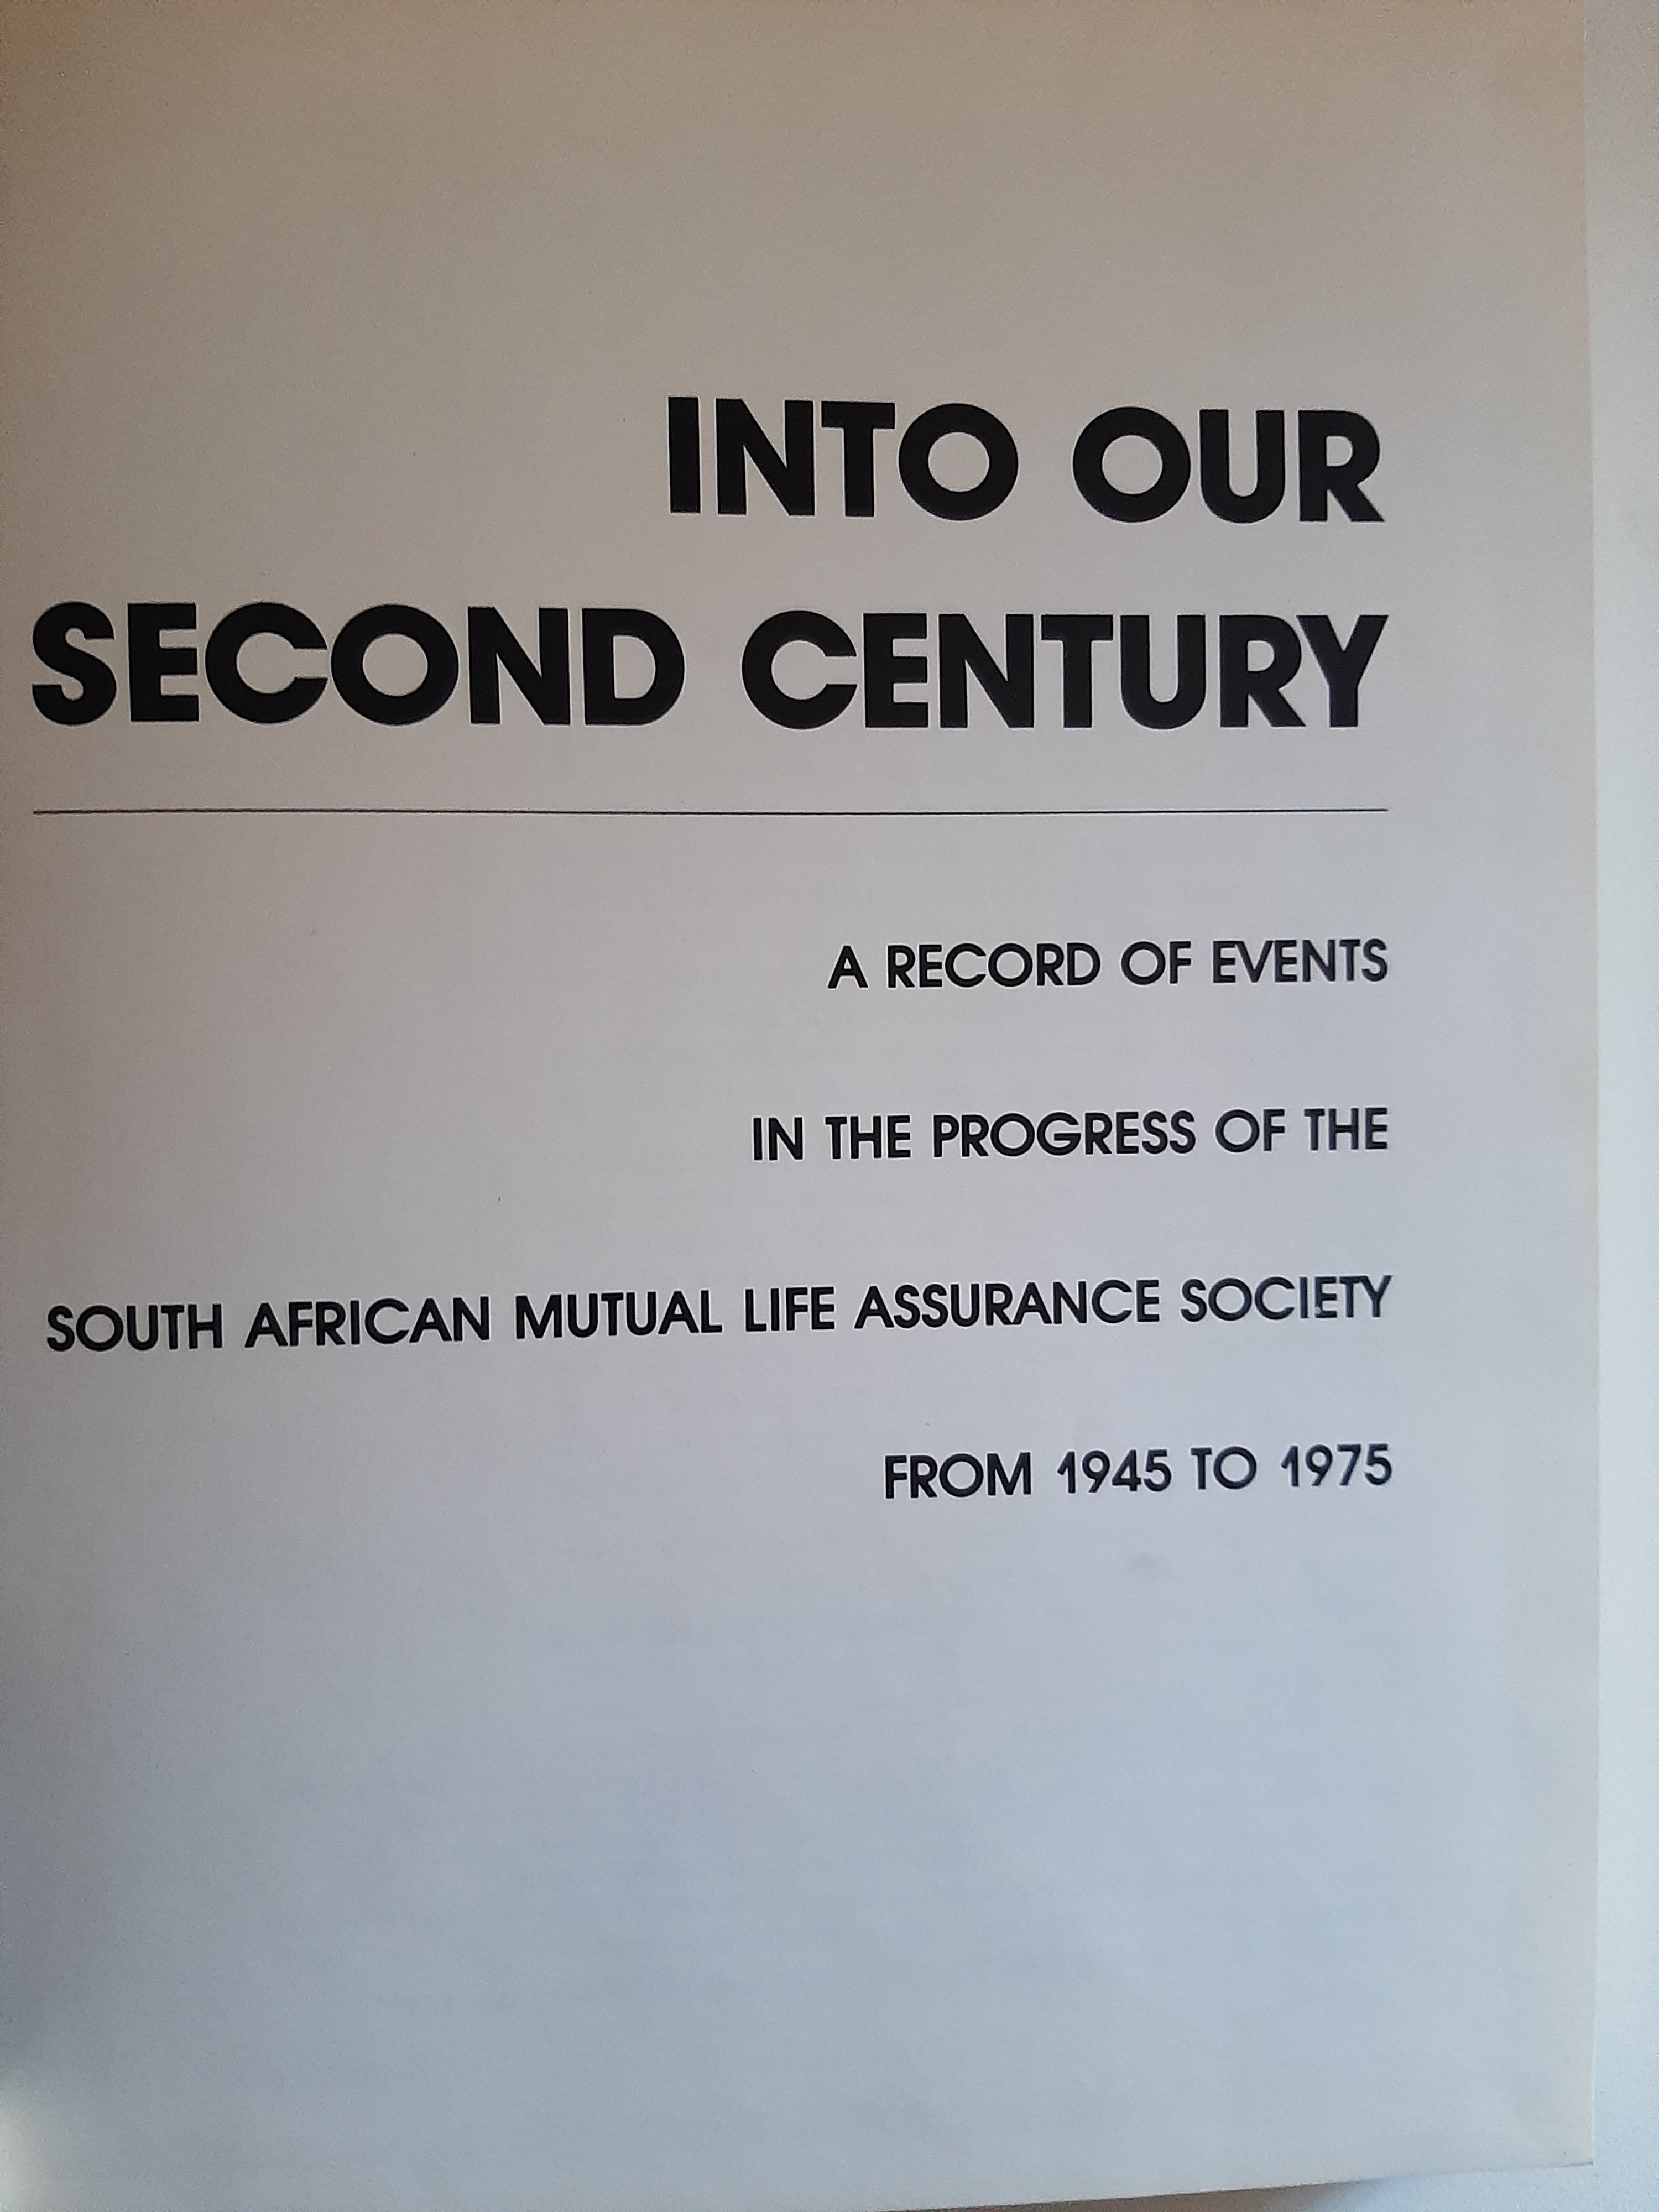 INTO OUR
SECOND CENTURY
A RECORD OF EVENTS
IN THE PROGRESS OF THE
SOUTH AFRICAN MUTUAL LIFE ASSURANCE SOCIETY
FROM 1945 TO 1975